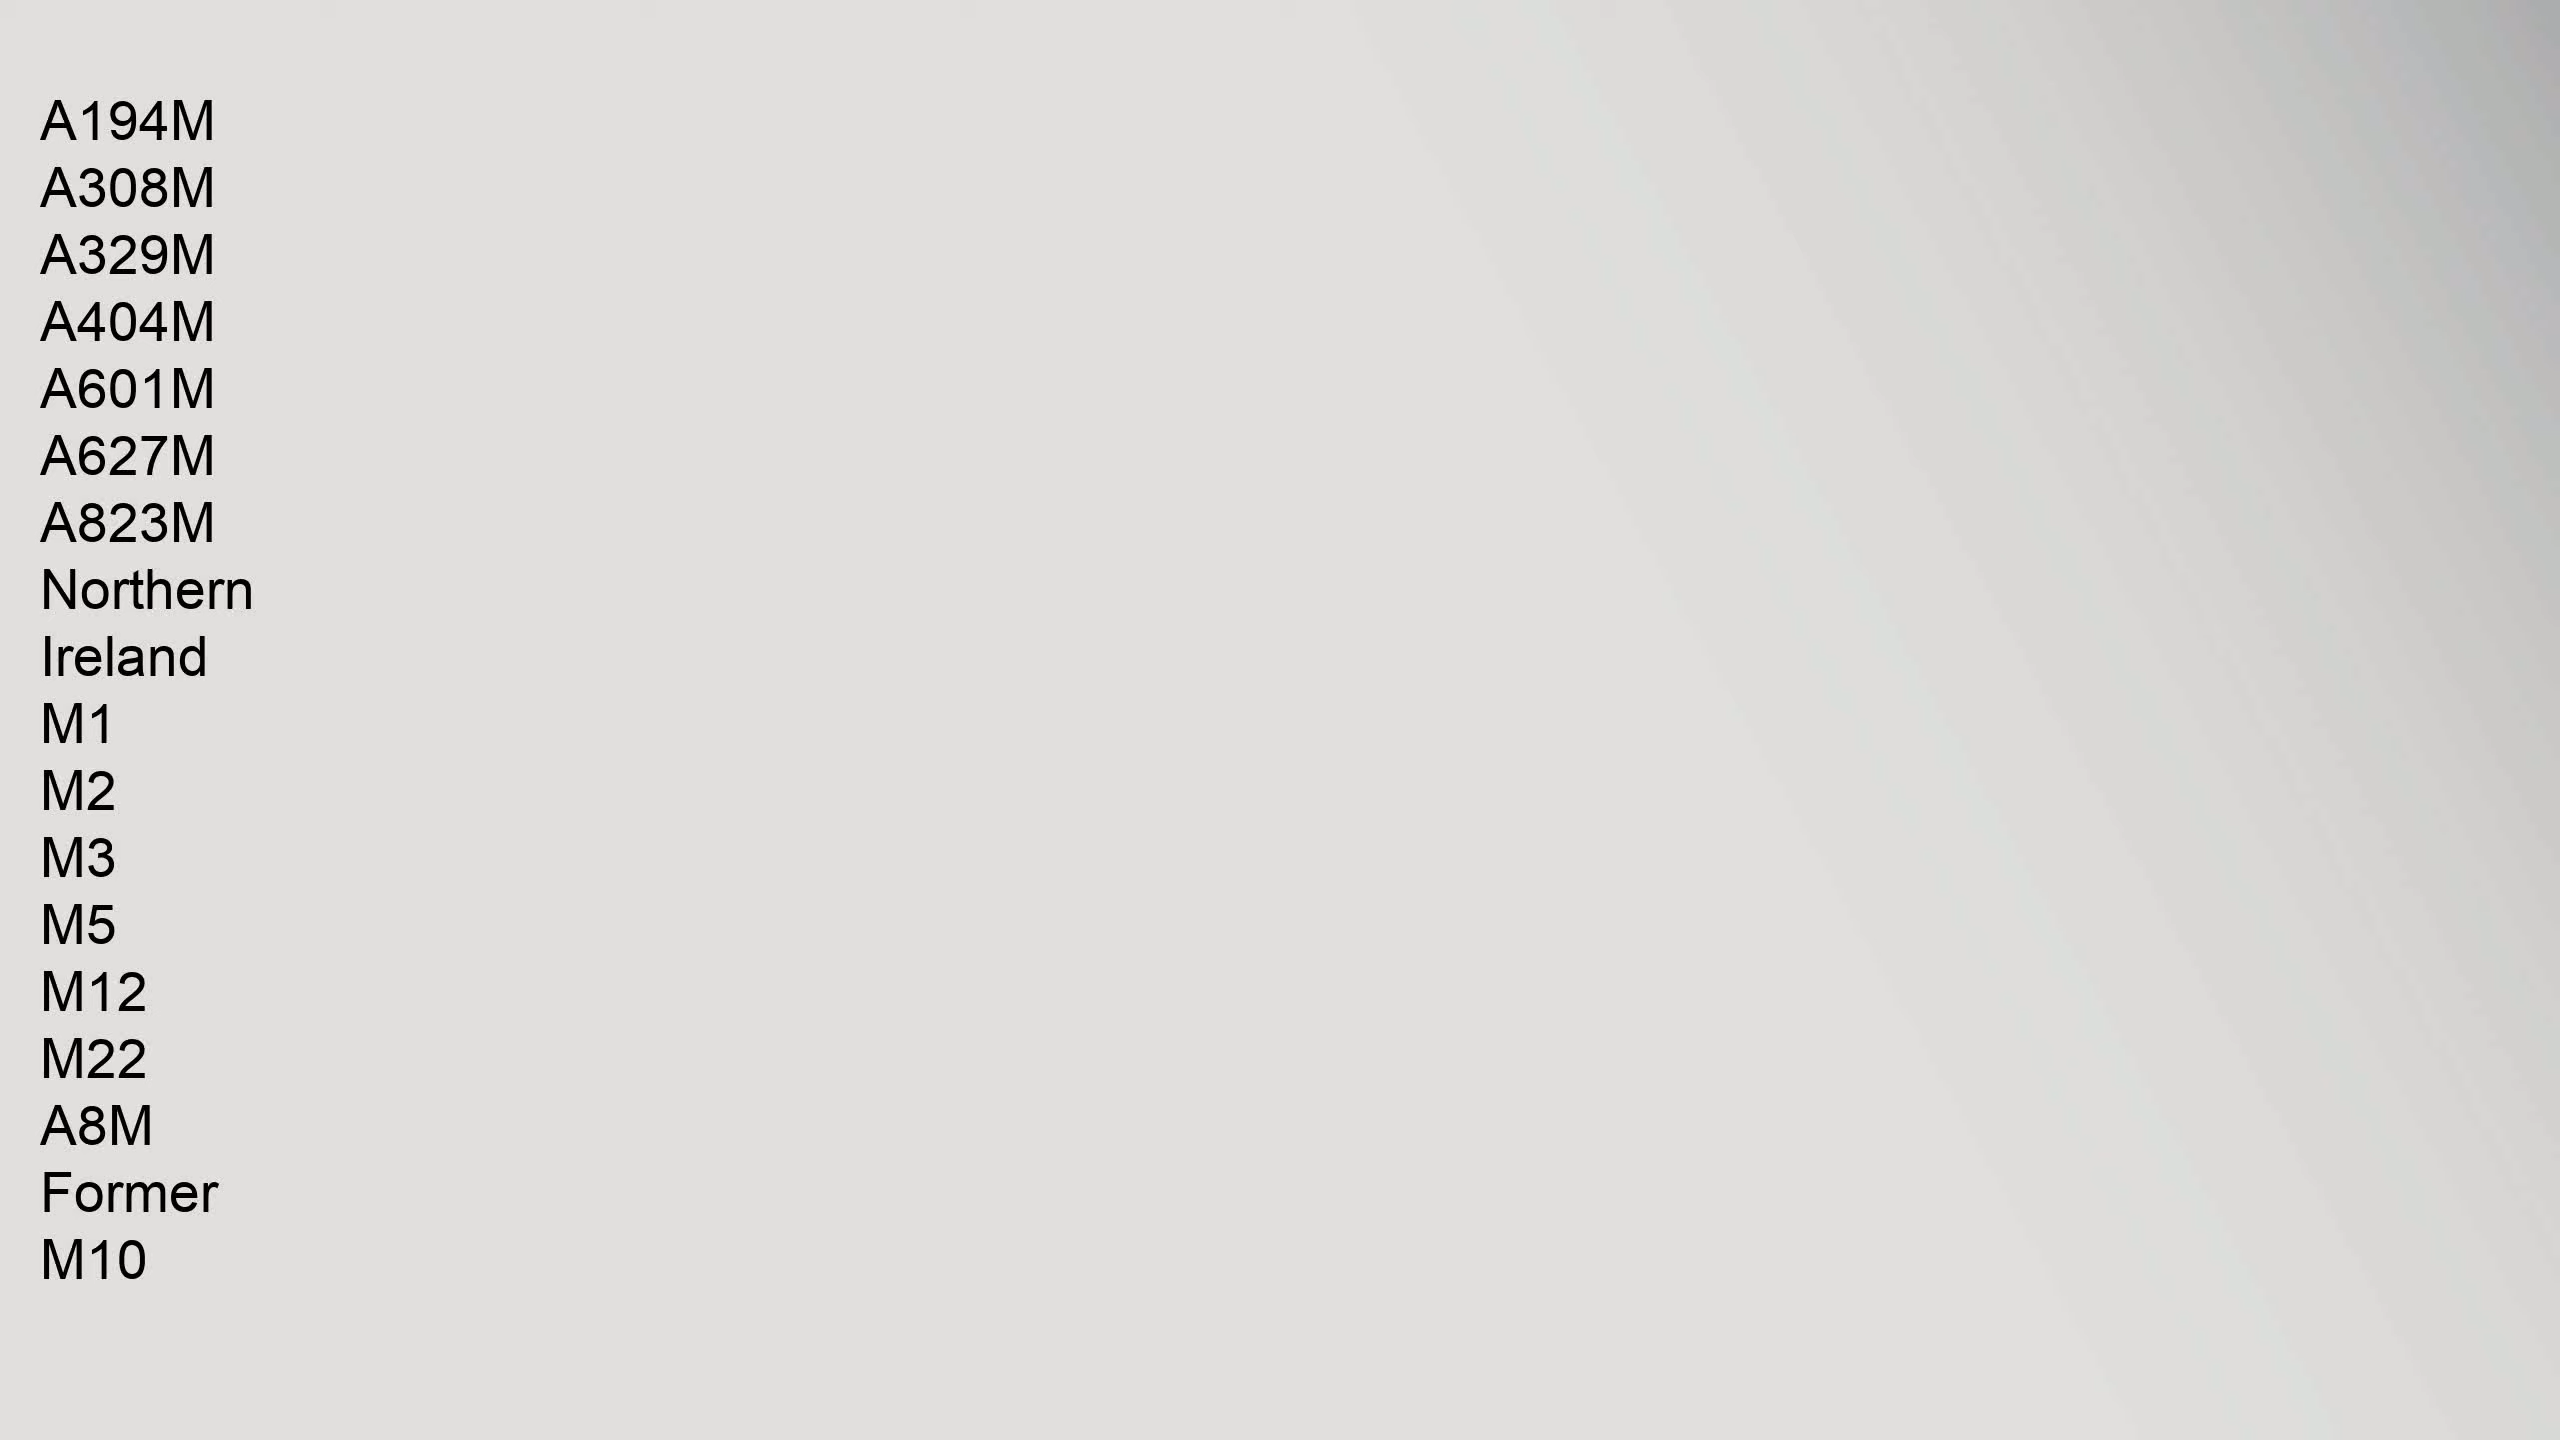 A194M
A308M
A329M
A404M
A601M
A627M
A823M
Northern
Ireland
M1
M2
M3
M5
M12
M22
A8M
Former
M10